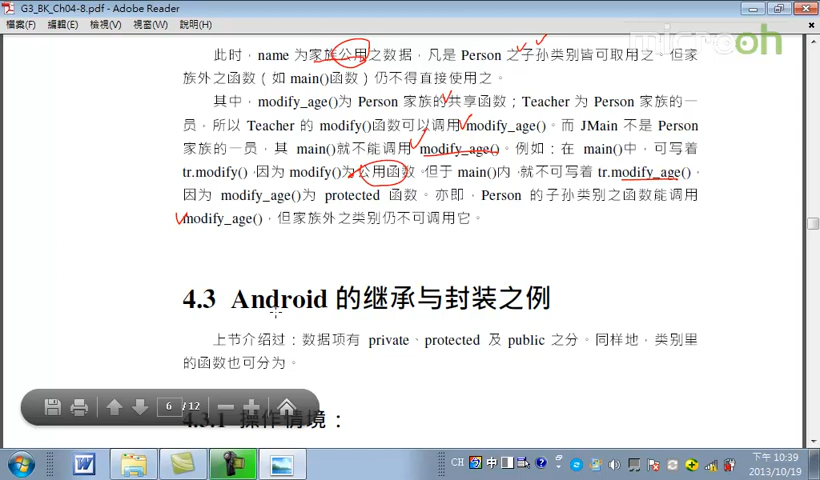 G3_BK_Ch04-8.pdf - Adobe Reader
檔案(F) 編輯(E) 檢視(V) 視窗(W) 說明(H)
microoh
此时，name 为家族公用之数据，凡是 Person 之子孙类别皆可取用之。但家
族外之函数（如 main()函数）仍不得直接使用之。
其中，modify_age()为 Person 家族的共享函数；Teacher 为 Person 家族的一
员，所以 Teacher 的 modify()函数可以调用 modify_age()。而 JMain 不是 Person
家族的一员，其 main()就不能调用 modify_age()。例如：在 main()中，可写着
tr.modify()，因为 modify()为公用函数。但于 main()内，就不可写着 tr.modify_age()，
因为 modify_age()为 protected 函数。亦即，Person 的子孙类别之函数能调用
modify_age()，但家族外之类别仍不可调用它。
4.3 Android 的继承与封装之例
上节介绍过：数据项有 private、protected 及 public 之分。同样地，类别里
的函数也可分为。
6 / 12
4.3.1 操作情境：
CH 中
下午 10:39
2013/10/19